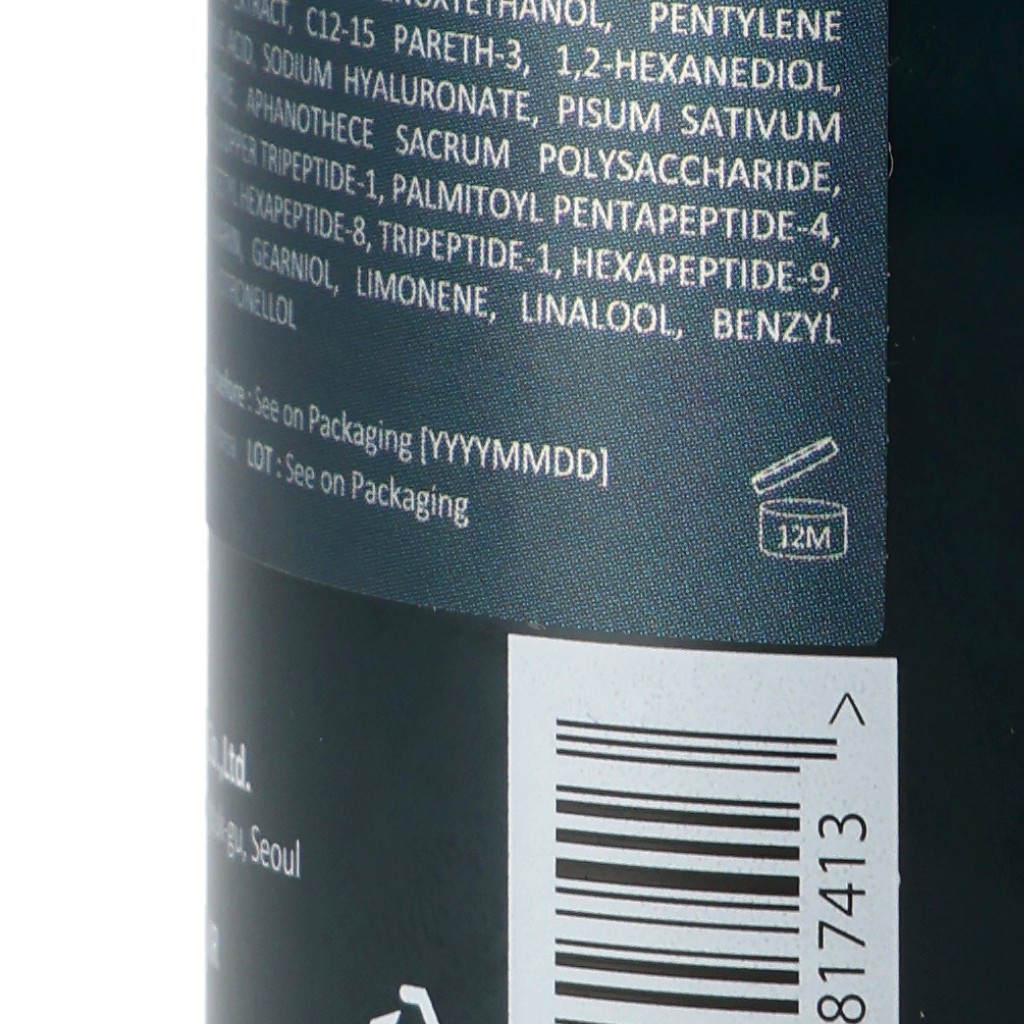 PENTYLENE
C12-15 PARETH-3, 1,2-HEXANEDIOL,
ACID, SODIUM HYALURONATE, PISUM SATIVUM
APHANOTHECE SACRUM POLYSACCHARIDE,
TRIPEPTIDE-1, PALMITOYL PENTAPEPTIDE-4,
HEXAPEPTIDE-8, TRIPEPTIDE-1, HEXAPEPTIDE-9,
GEARNIOL, LIMONENE, LINALOOL, BENZYL
: See on Packaging [YYYYMMDD]
LOT : See on Packaging
12M
>
817413
Ltd.
Seoul